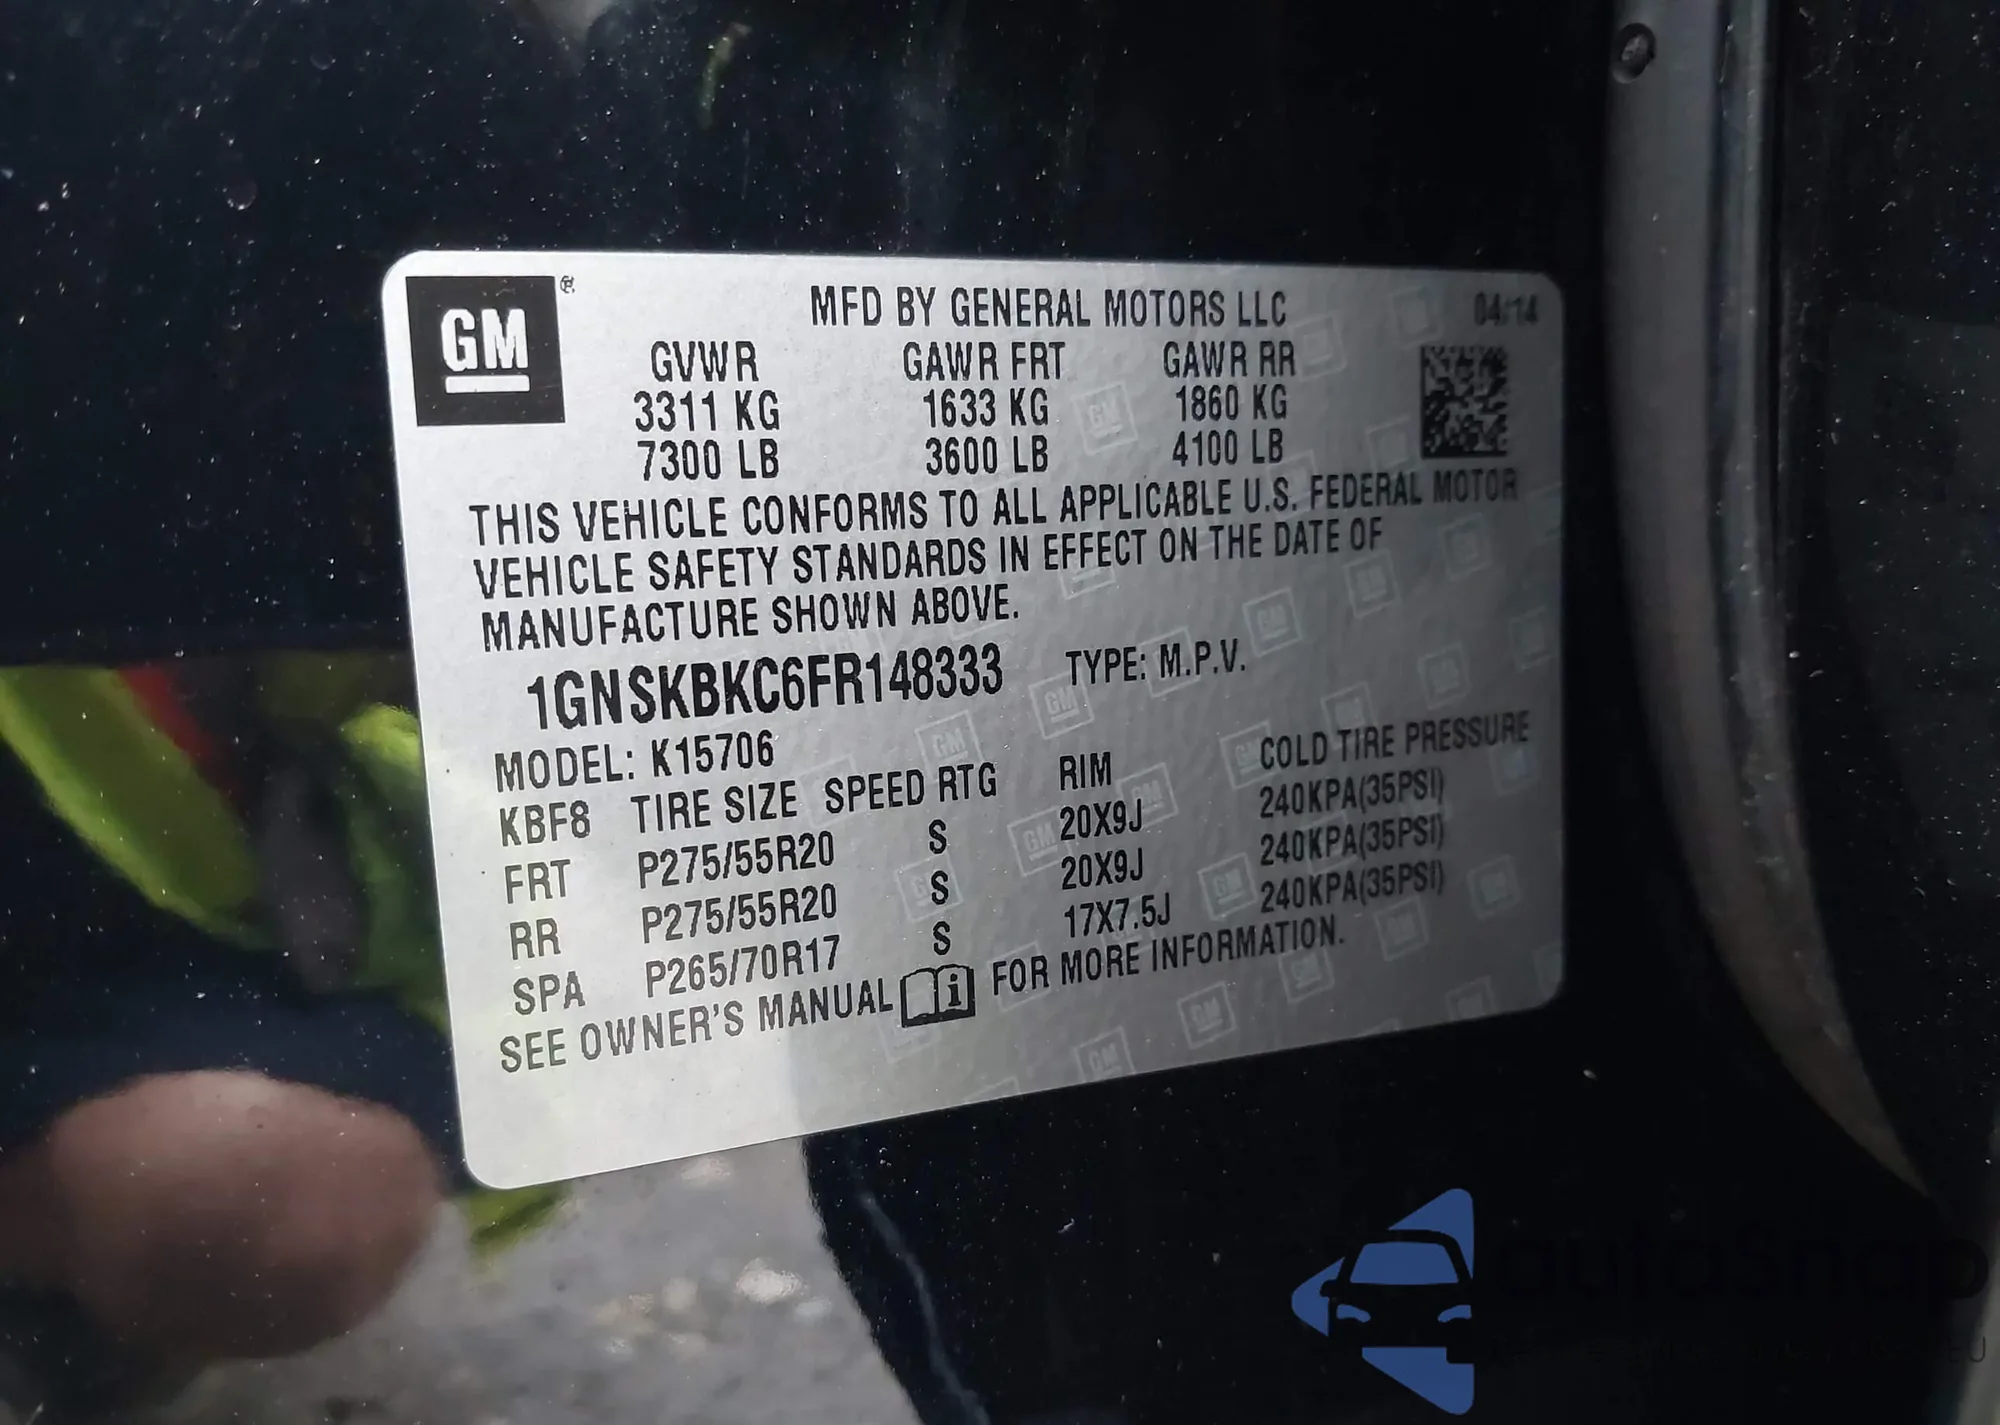 GM ®
MFD BY GENERAL MOTORS LLC 04/14
GVWR GAWR FRT GAWR RR
3311 KG 1633 KG 1860 KG
7300 LB 3600 LB 4100 LB
THIS VEHICLE CONFORMS TO ALL APPLICABLE U.S. FEDERAL MOTOR
VEHICLE SAFETY STANDARDS IN EFFECT ON THE DATE OF
MANUFACTURE SHOWN ABOVE.
1GNSKBKC6FR148333 TYPE: M.P.V.
MODEL: K15706
KBF8 TIRE SIZE SPEED RTG RIM COLD TIRE PRESSURE
FRT P275/55R20 S 20X9J 240KPA(35PSI)
RR P275/55R20 S 20X9J 240KPA(35PSI)
SPA P265/70R17 S 17X7.5J 240KPA(35PSI)
SEE OWNER'S MANUAL i FOR MORE INFORMATION.
autosnap